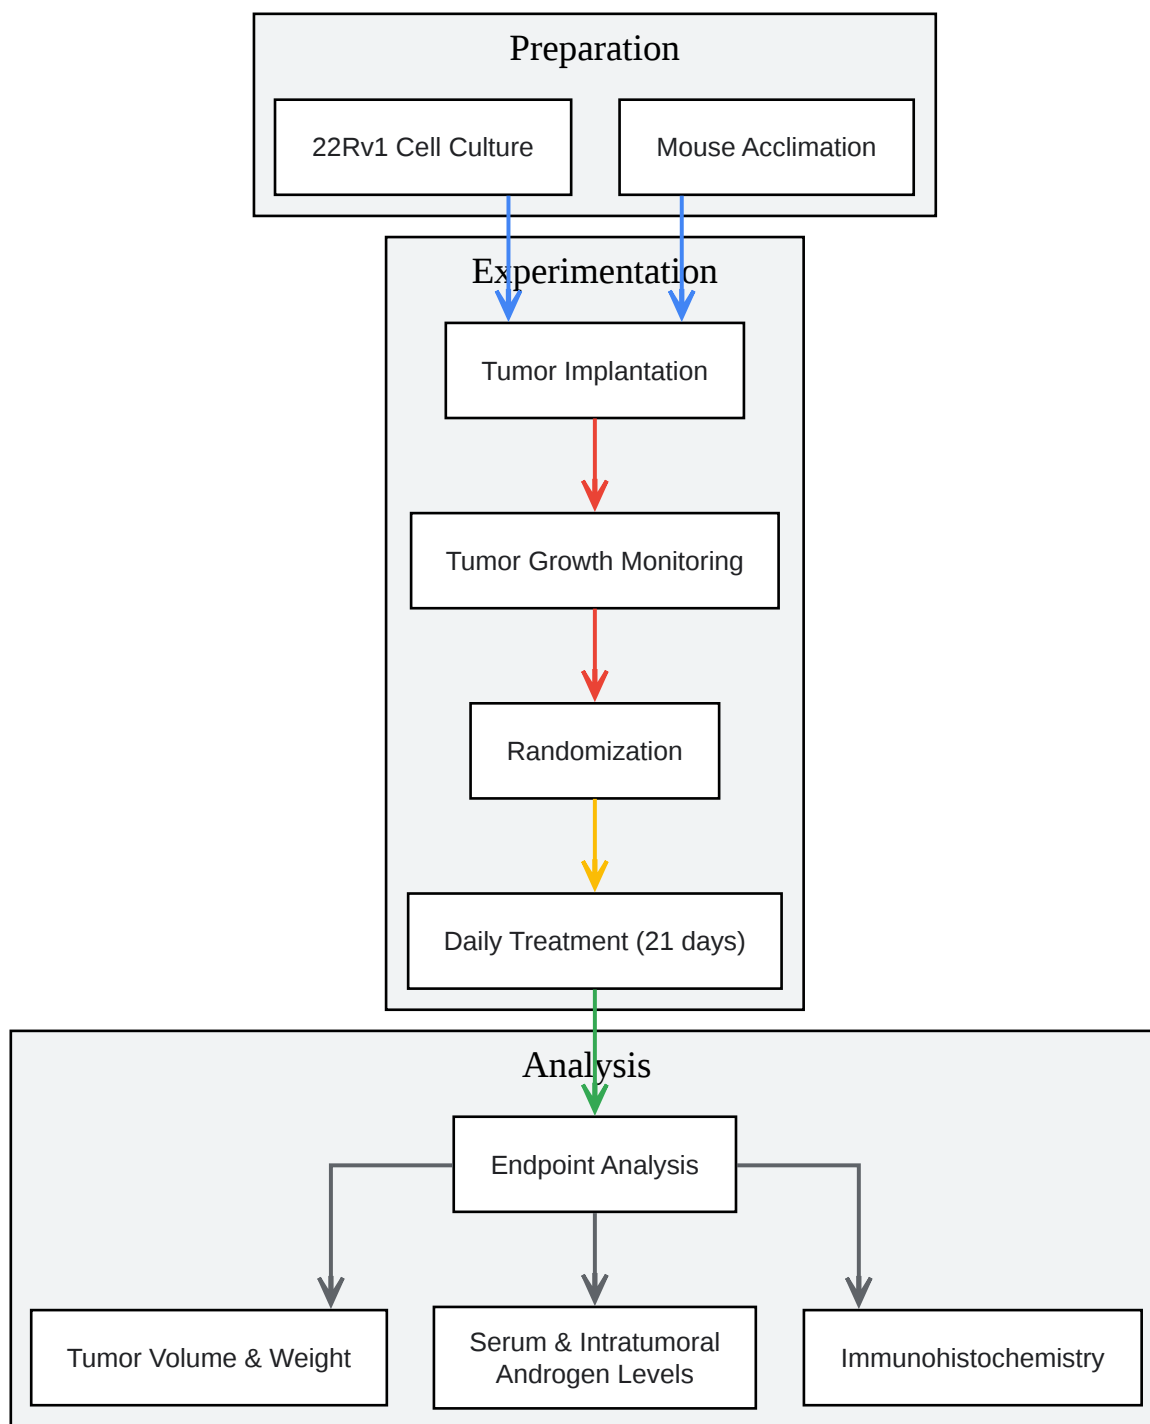 Preparation
22Rv1 Cell Culture
Mouse Acclimation
Experimentation
Tumor Implantation
Tumor Growth Monitoring
Randomization
Daily Treatment (21 days)
Analysis
Endpoint Analysis
Tumor Volume & Weight
Serum & Intratumoral
Androgen Levels
Immunohistochemistry